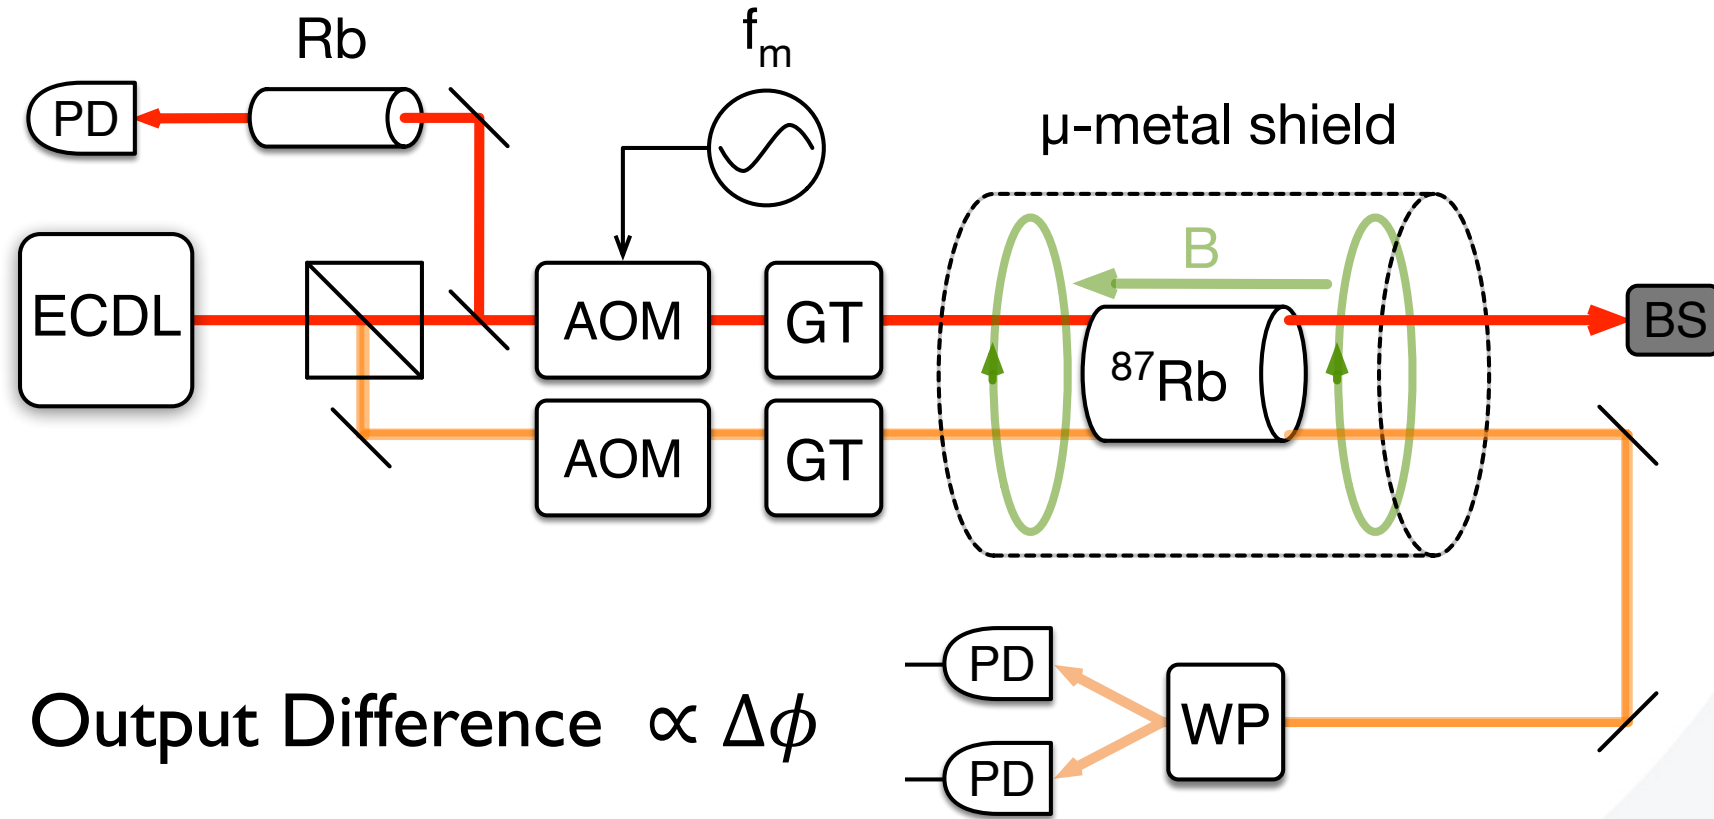 Rb
f_m
PD
μ-metal shield
B
ECDL
AOM
GT
BS
⁸⁷Rb
AOM
GT
PD
WP
Output Difference ∝ Δϕ
PD